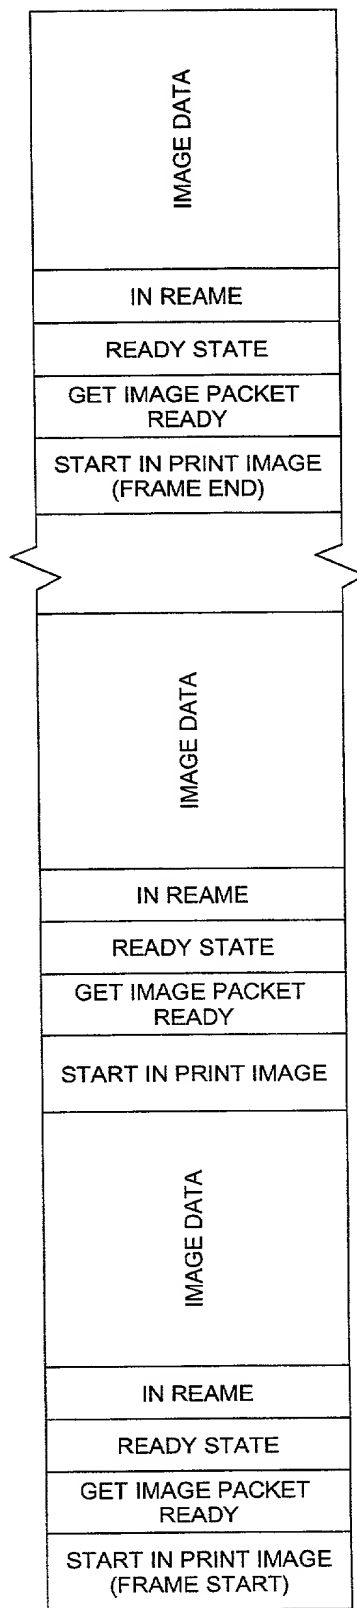 IMAGE DATA
IN REAME
READY STATE
GET IMAGE PACKET
READY
START IN PRINT IMAGE
(FRAME END)
IMAGE DATA
IN REAME
READY STATE
GET IMAGE PACKET
READY
START IN PRINT IMAGE
IMAGE DATA
IN REAME
READY STATE
GET IMAGE PACKET
READY
START IN PRINT IMAGE
(FRAME START)